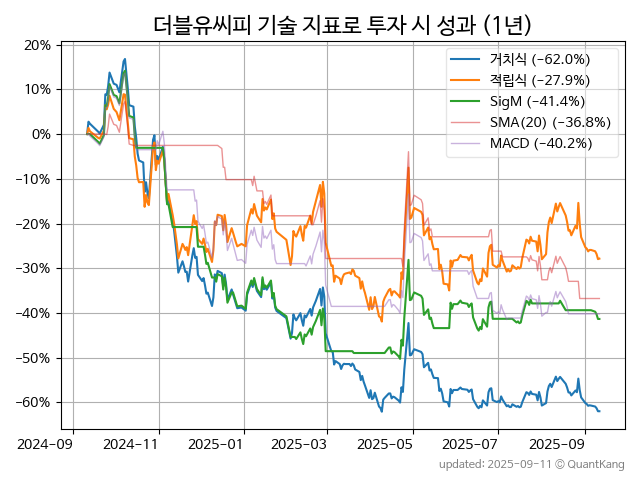 더블유씨피 기술 지표로 투자 시 성과 (1년)
20%
10%
0%
−10%
−20%
−30%
−40%
−50%
−60%
거치식 (−62.0%)
적립식 (−27.9%)
SigM (−41.4%)
SMA(20) (−36.8%)
MACD (−40.2%)
2024-09 2024-11 2025-01 2025-03 2025-05 2025-07 2025-09
updated: 2025-09-11 © QuantKang